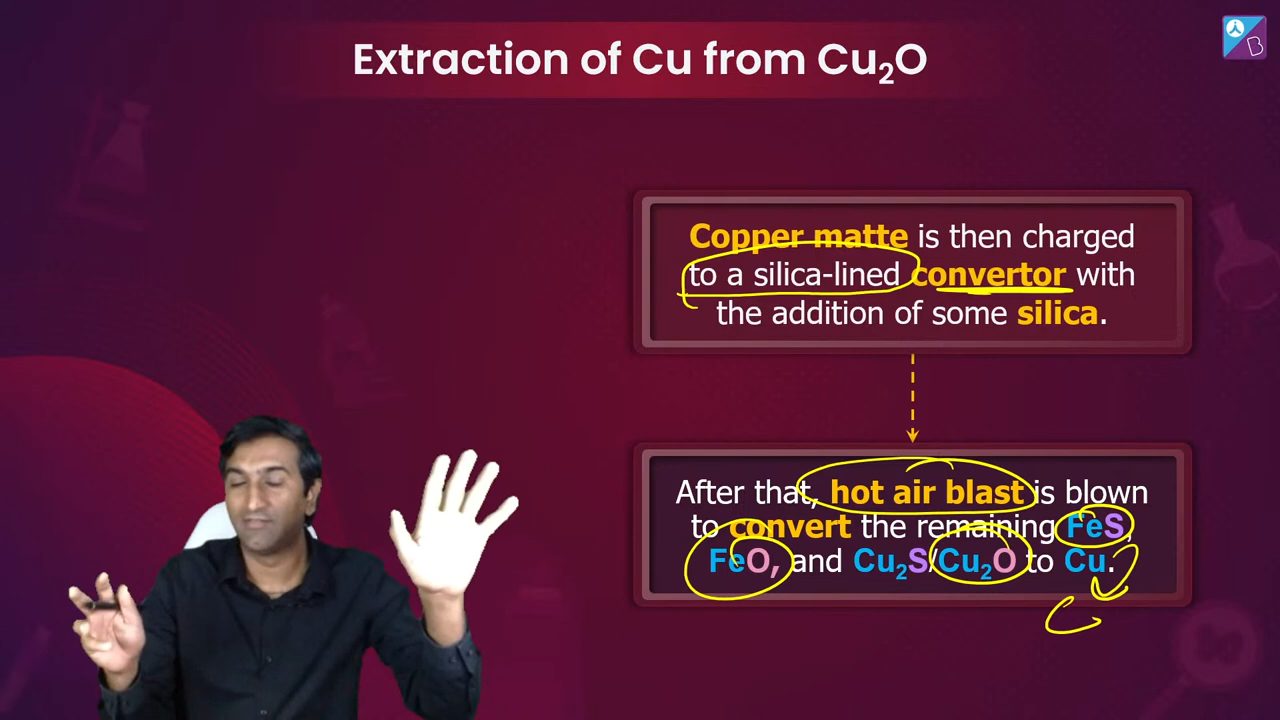 Extraction of Cu from Cu₂O
Copper matte is then charged
to a silica-lined convertor with
the addition of some silica.
After that, hot air blast is blown
to convert the remaining FeS,
FeO, and Cu₂S/Cu₂O to Cu.